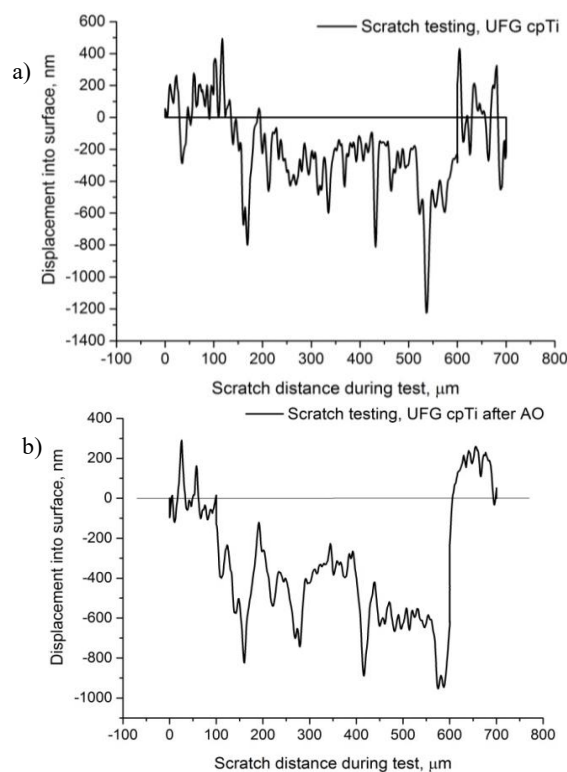 a)
Scratch testing, UFG cpTi
Displacement into surface, nm
400
200
0
-200
-400
-600
-800
-1000
-1200
-1400
-100 0 100 200 300 400 500 600 700 800
Scratch distance during test, μm
b)
Scratch testing, UFG cpTi after AO
Displacement into surface, nm
400
200
0
-200
-400
-600
-800
-1000
-100 0 100 200 300 400 500 600 700 800
Scratch distance during test, μm